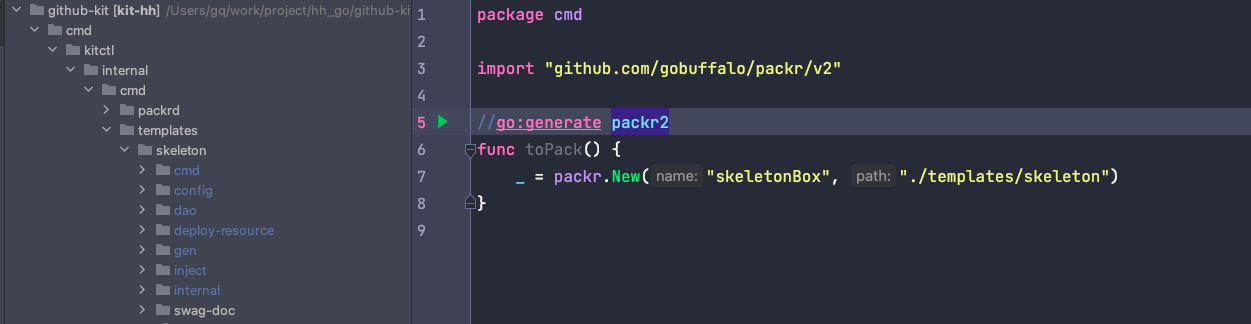 github-kit [kit-hh] /Users/gq/work/project/hh_go/github-ki
cmd
kitctl
internal
cmd
packrd
templates
skeleton
cmd
config
dao
deploy-resource
gen
inject
internal
swag-doc
1 package cmd
2
3 import "github.com/gobuffalo/packr/v2"
4
5 //go:generate packr2
6 func toPack() {
7 _ = packr.New( name: "skeletonBox", path: "./templates/skeleton")
8 }
9